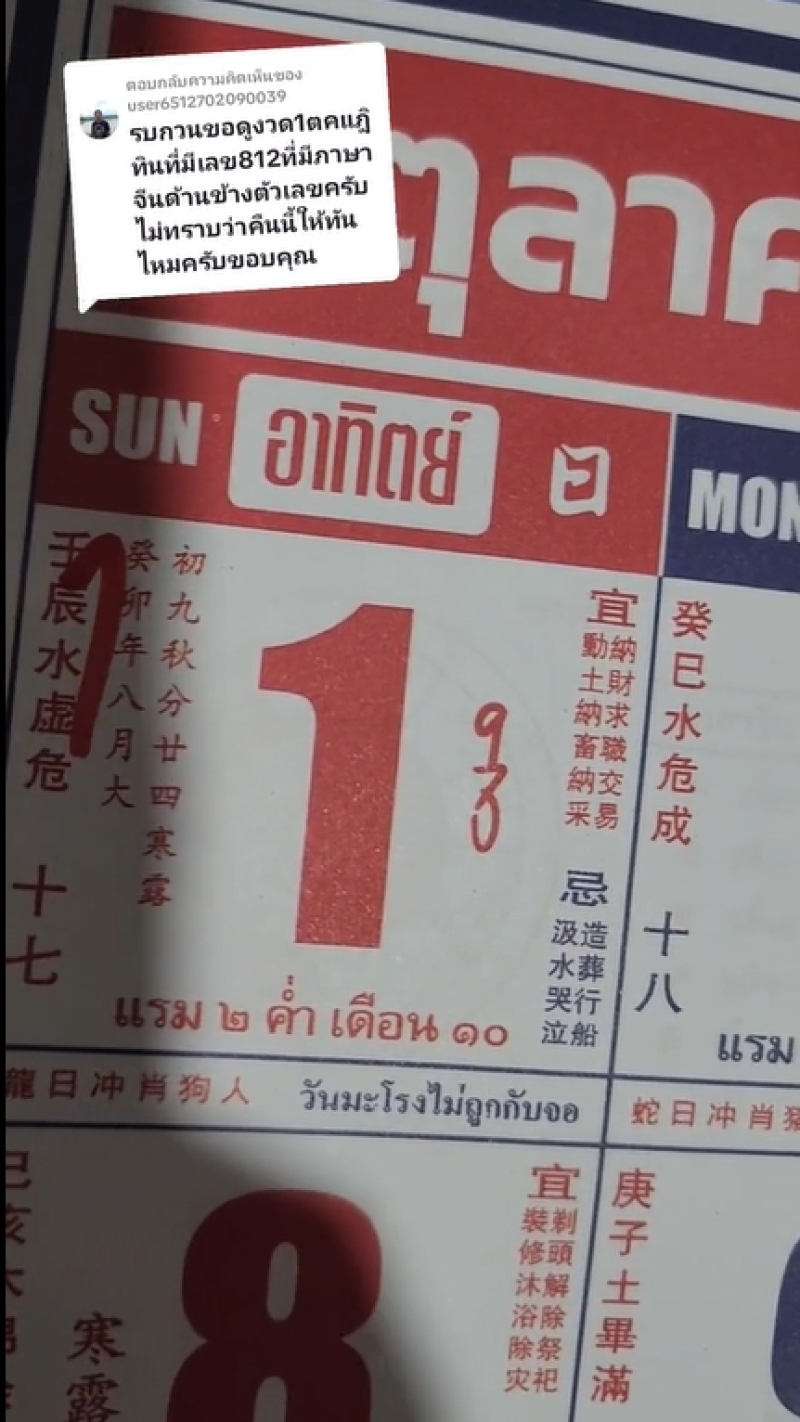 ตอบกลับความคิดเห็นของ
user6512702090039
รบกวนขอดูงวด1ตคแฏิ
ทินที่มีเลข812ที่มีภาษา
จีนด้านข้างตัวเลขครับ
ไม่ทราบว่าคืนนี้ให้ทัน
ไหมครับขอบคุณ
ตุลาค
SUN อาทิตย์ 日
MON
壬辰水虚危
十七
癸卯年八月大
初九秋分廿四寒露
1
9
3
宜
動土納畜納采
納財求職交易
忌
汲水哭泣
造葬行船
แรม ๒ ค่ำ เดือน ๑๐
癸巳水危成
十八
แรม
龍日冲肖狗人
วันมะโรงไม่ถูกกับจอ
蛇日冲肖猪
己亥木
寒露
8
宜
裝修沐浴除灾
剃頭解除祭祀
庚子土畢滿